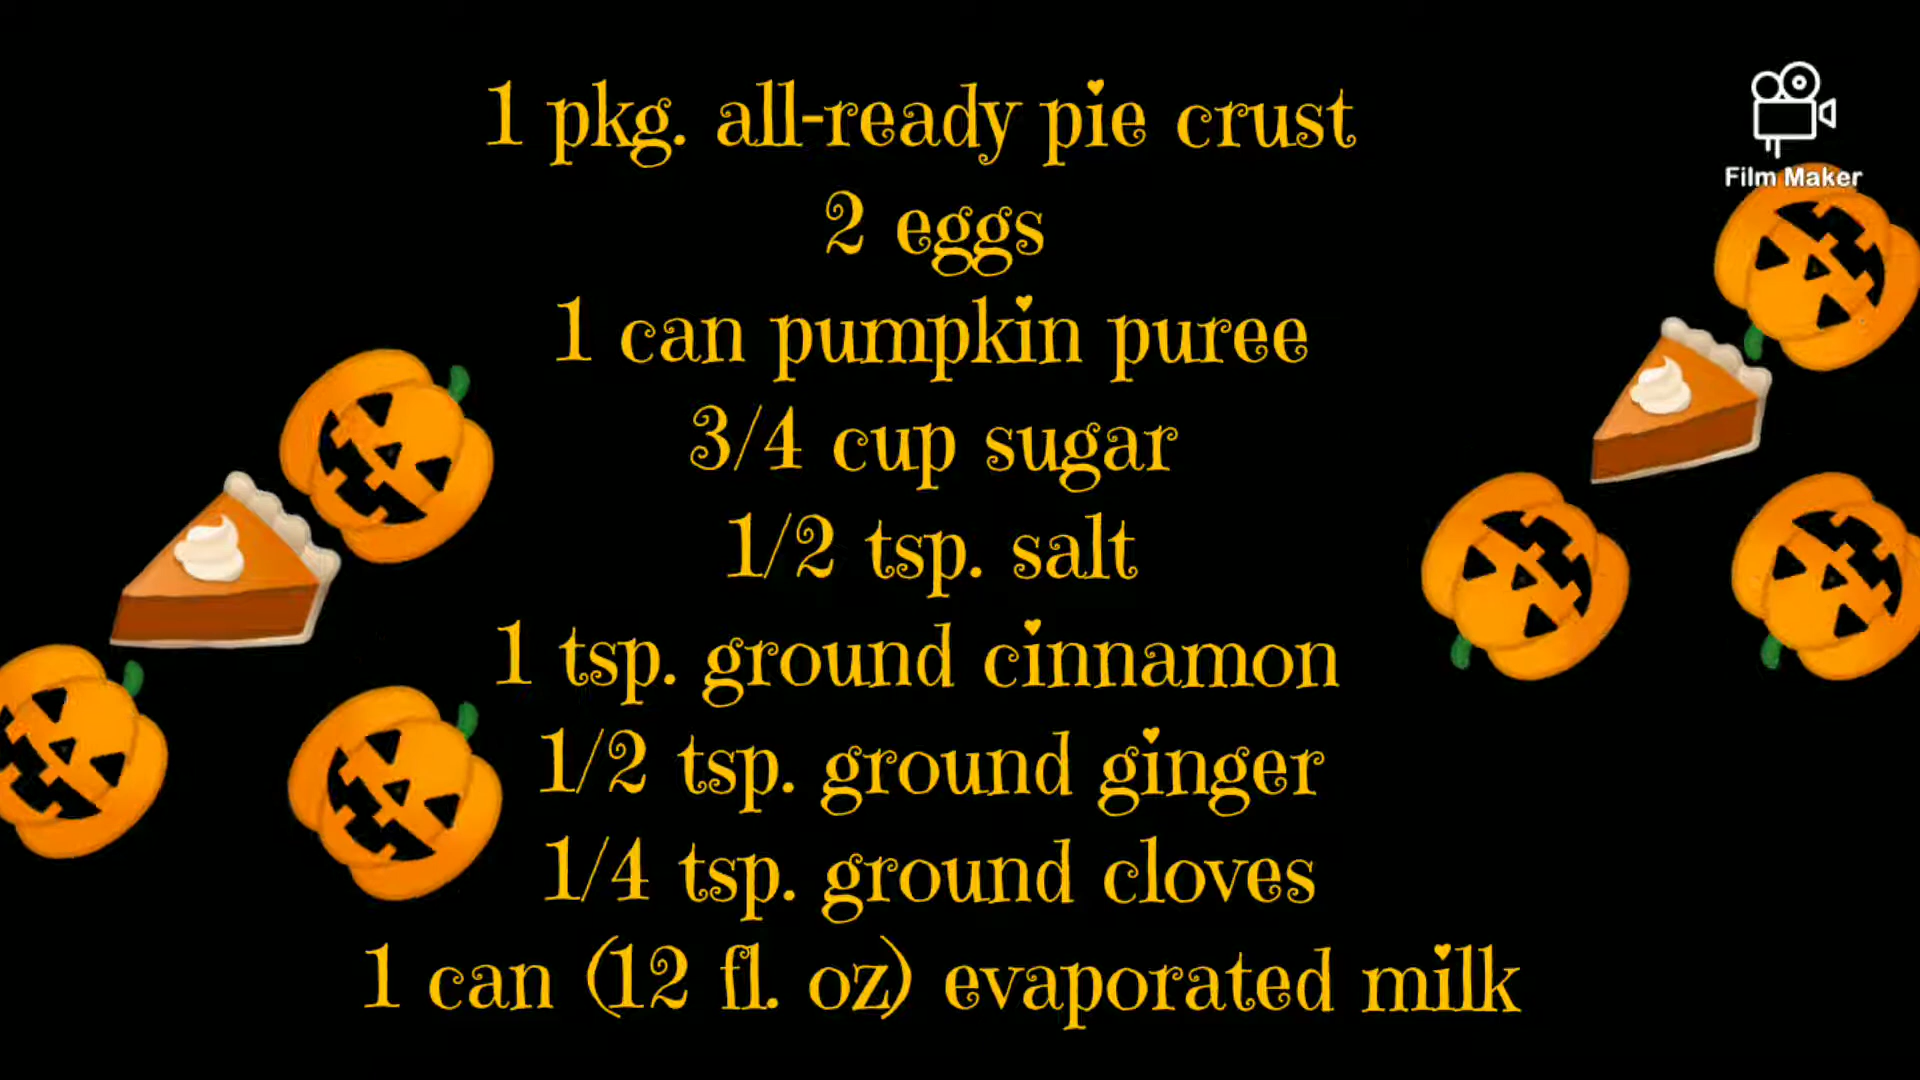 1 pkg. all-ready pie crust
2 eggs
1 can pumpkin puree
3/4 cup sugar
1/2 tsp. salt
1 tsp. ground cinnamon
1/2 tsp. ground ginger
1/4 tsp. ground cloves
1 can (12 fl. oz) evaporated milk
Film Maker